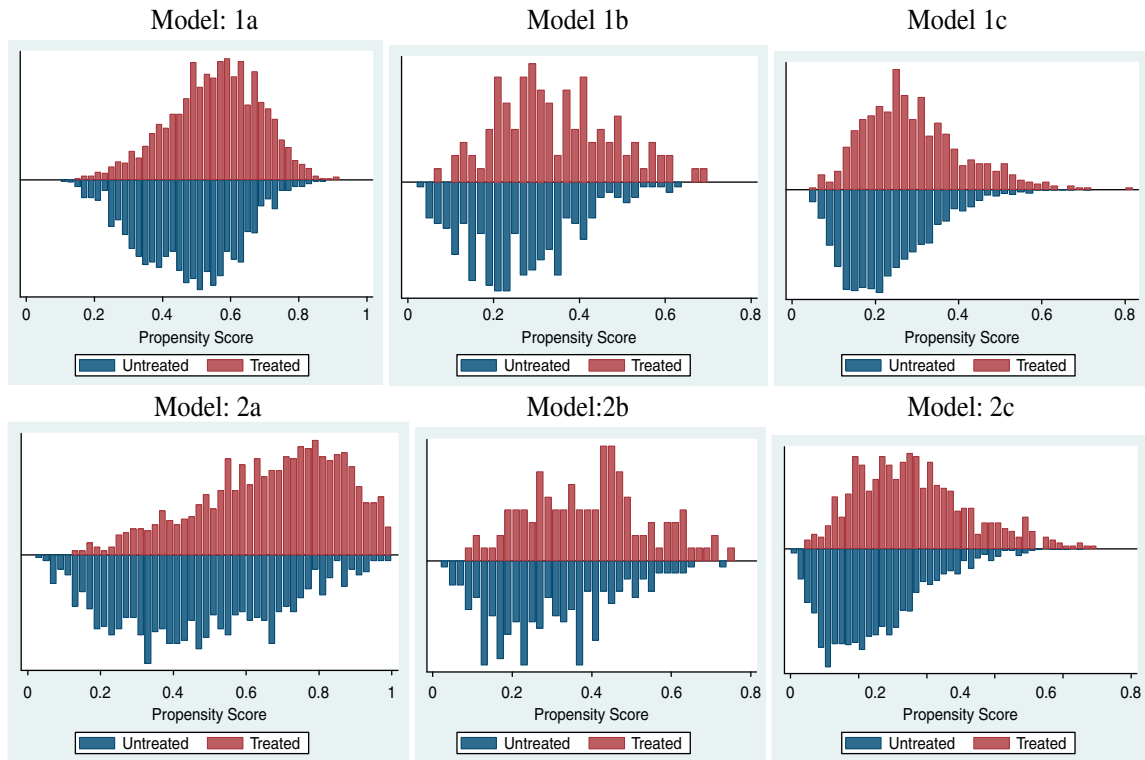 Model: 1a
Model 1b
Model 1c
0 0.2 0.4 0.6 0.8 1
Propensity Score
Untreated Treated
0 0.2 0.4 0.6 0.8
Propensity Score
Untreated Treated
0 0.2 0.4 0.6 0.8
Propensity Score
Untreated Treated
Model: 2a
Model:2b
Model: 2c
0 0.2 0.4 0.6 0.8 1
Propensity Score
Untreated Treated
0 0.2 0.4 0.6 0.8
Propensity Score
Untreated Treated
0 0.2 0.4 0.6 0.8
Propensity Score
Untreated Treated